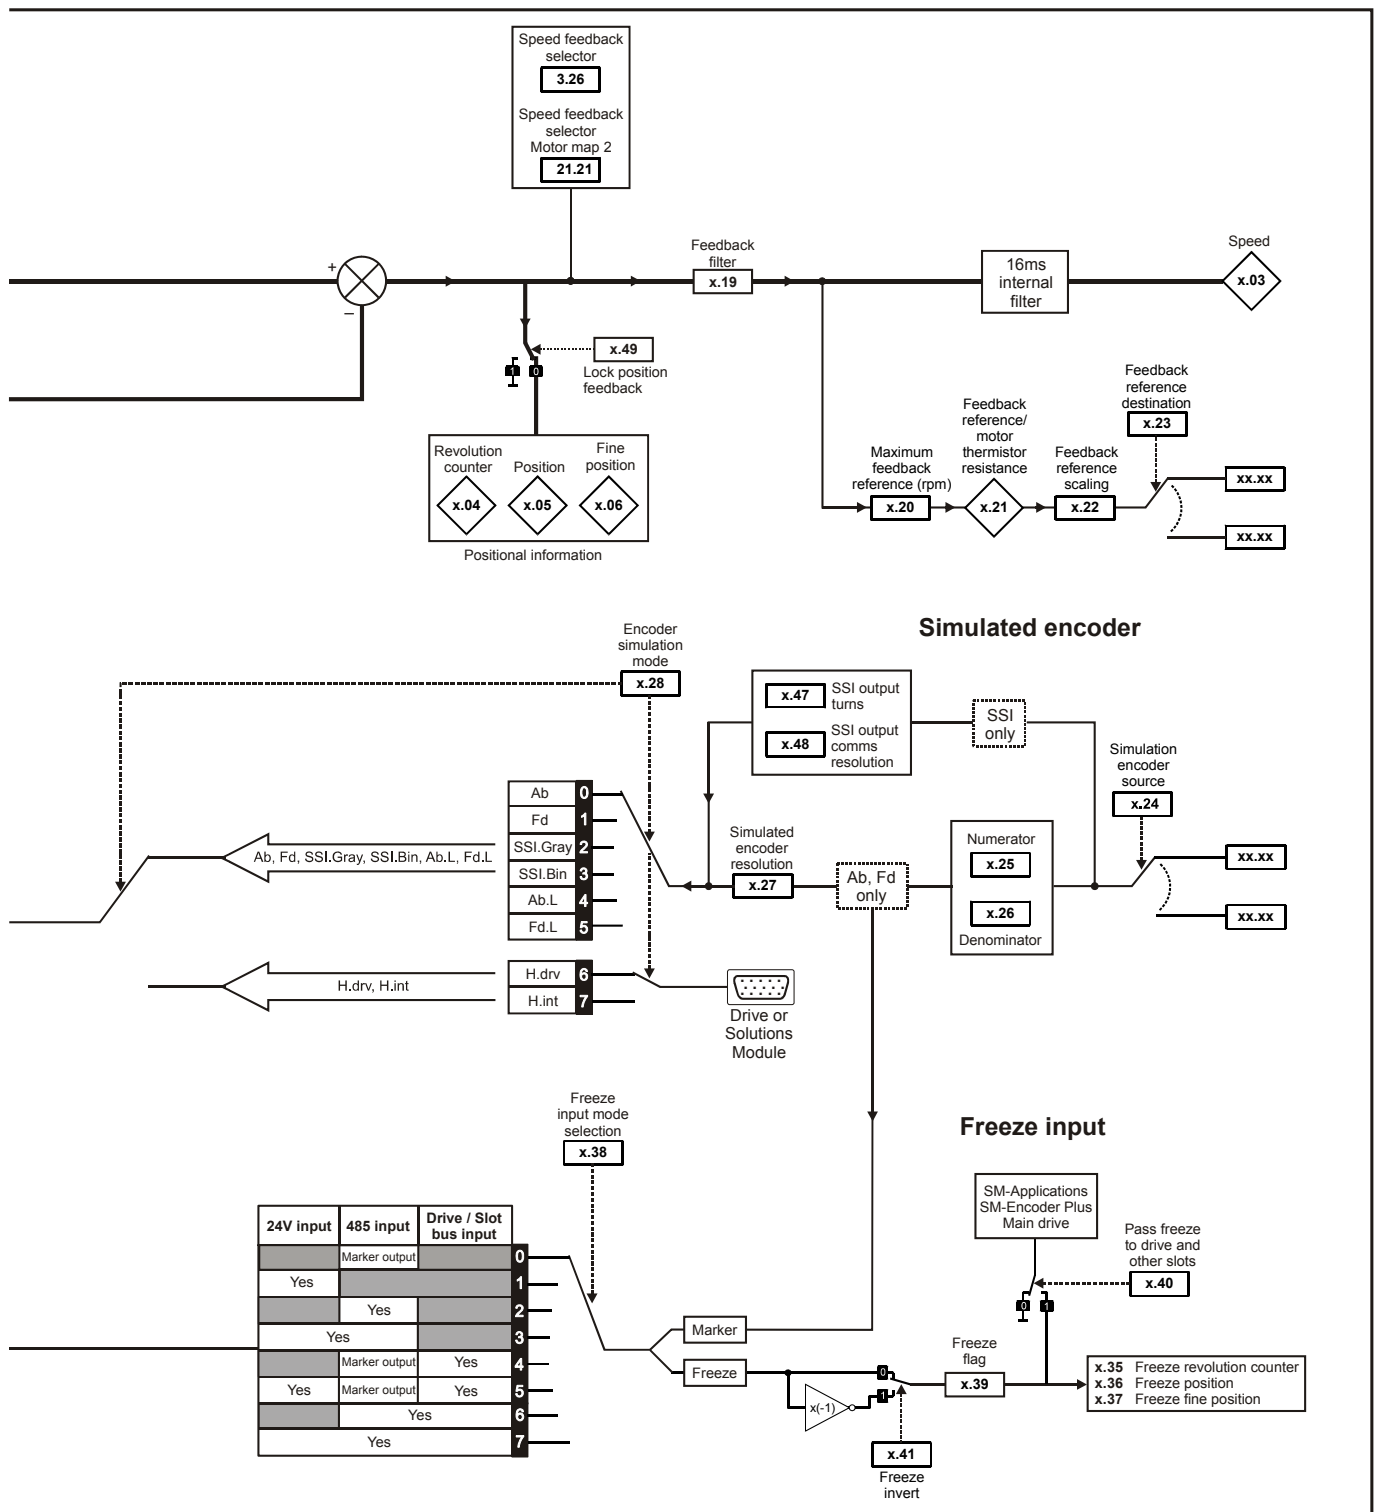 Speed feedback
selector
3.26
Speed feedback
selector
Motor map 2
21.21
+
–
Feedback
filter
x.19
16ms
internal
filter
Speed
x.03
x.49
Lock position
feedback
1 0
Revolution
counter
x.04
Position
x.05
Fine
position
x.06
Positional information
Maximum
feedback
reference (rpm)
x.20
Feedback
reference/
motor
thermistor
resistance
x.21
Feedback
reference
scaling
x.22
Feedback
reference
destination
x.23
xx.xx
xx.xx
Simulated encoder
Encoder
simulation
mode
x.28
x.47 SSI output
turns
x.48 SSI output
comms
resolution
SSI
only
Simulation
encoder
source
x.24
xx.xx
xx.xx
Numerator
x.25
x.26
Denominator
Ab, Fd
only
Simulated
encoder
resolution
x.27
Ab 0
Fd 1
SSI.Gray 2
SSI.Bin 3
Ab.L 4
Fd.L 5
Ab, Fd, SSI.Gray, SSI.Bin, Ab.L, Fd.L
H.drv 6
H.int 7
H.drv, H.int
Drive or
Solutions
Module
Freeze
input mode
selection
x.38
Freeze input
24V input 485 input Drive / Slot
bus input
Marker output 0
Yes 1
Yes 2
Yes 3
Marker output Yes 4
Yes Marker output Yes 5
Yes 6
Yes 7
Marker
Freeze
x(-1)
0
1
x.41
Freeze
invert
Freeze
flag
x.39
SM-Applications
SM-Encoder Plus
Main drive
0 1
Pass freeze
to drive and
other slots
x.40
x.35 Freeze revolution counter
x.36 Freeze position
x.37 Freeze fine position